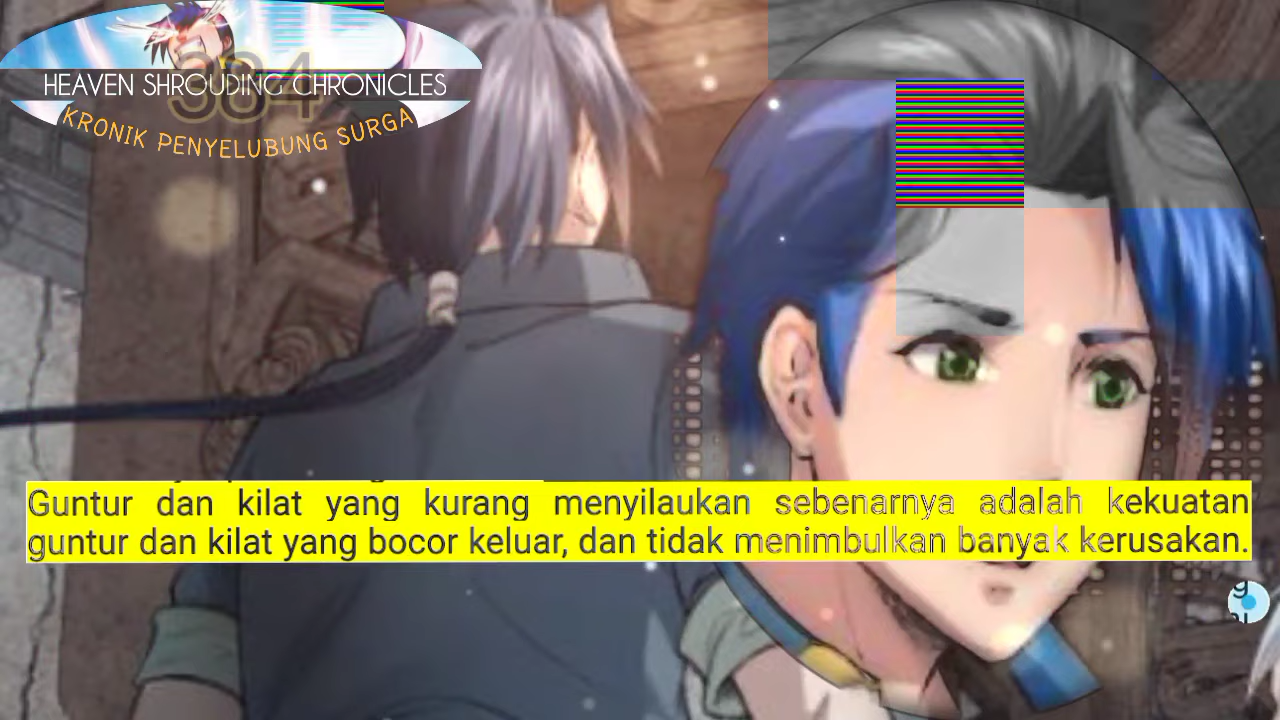 384
HEAVEN SHROUDING CHRONICLES
KRONIK PENYELUBUNG SURGA
Guntur dan kilat yang kurang menyilaukan sebenarnya adalah kekuatan
guntur dan kilat yang bocor keluar, dan tidak menimbulkan banyak kerusakan.